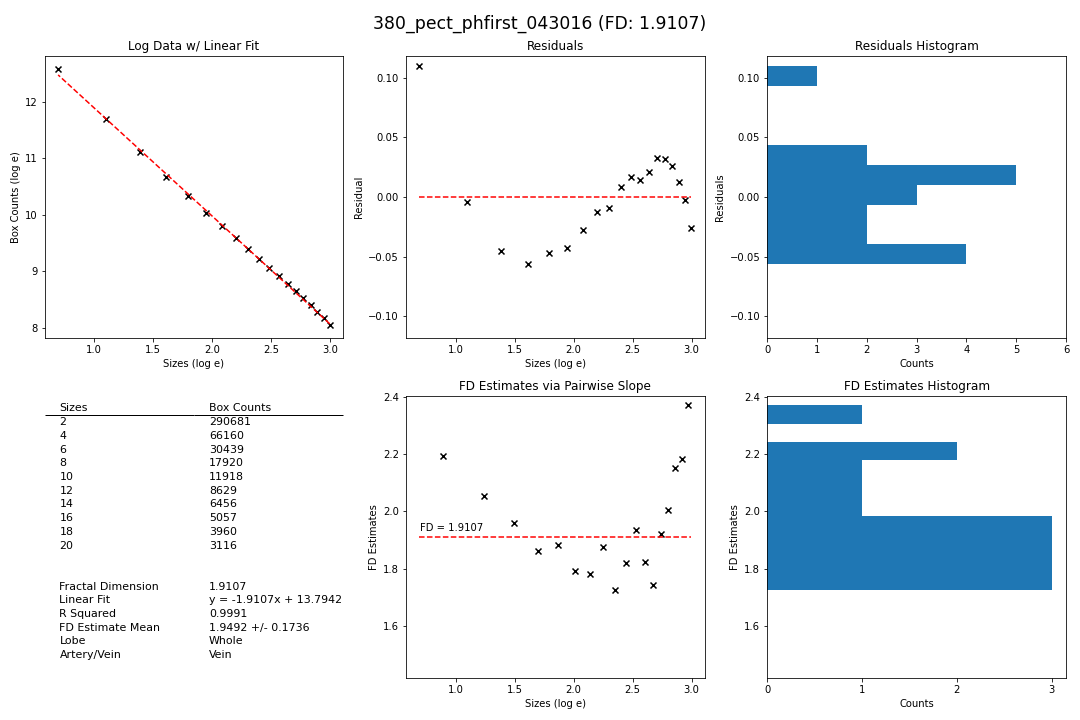 380_pect_phfirst_043016 (FD: 1.9107)
Log Data w/ Linear Fit
Box Counts (log e)
12
11
10
9
8
1.0 1.5 2.0 2.5 3.0
Sizes (log e)
Residuals
Residual
0.10
0.05
0.00
−0.05
−0.10
1.0 1.5 2.0 2.5 3.0
Sizes (log e)
Residuals Histogram
Residuals
0.10
0.05
0.00
−0.05
−0.10
0 1 2 3 4 5 6
Counts
Sizes Box Counts
2 290681
4 66160
6 30439
8 17920
10 11918
12 8629
14 6456
16 5057
18 3960
20 3116
Fractal Dimension 1.9107
Linear Fit y = -1.9107x + 13.7942
R Squared 0.9991
FD Estimate Mean 1.9492 +/- 0.1736
Lobe Whole
Artery/Vein Vein
FD Estimates via Pairwise Slope
FD Estimates
2.4
2.2
2.0
1.8
1.6
FD = 1.9107
1.0 1.5 2.0 2.5 3.0
Sizes (log e)
FD Estimates Histogram
FD Estimates
2.4
2.2
2.0
1.8
1.6
0 1 2 3
Counts